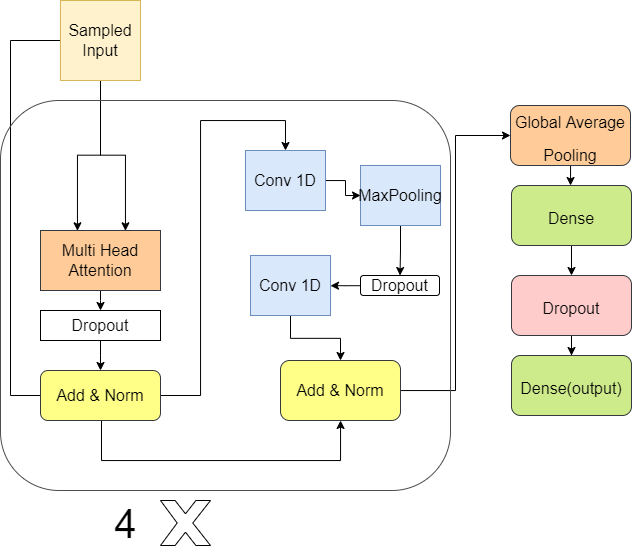 Sampled
Input
Multi Head
Attention
Dropout
Add & Norm
Conv 1D
MaxPooling
Dropout
Conv 1D
Add & Norm
4 X
Global Average
Pooling
Dense
Dropout
Dense(output)